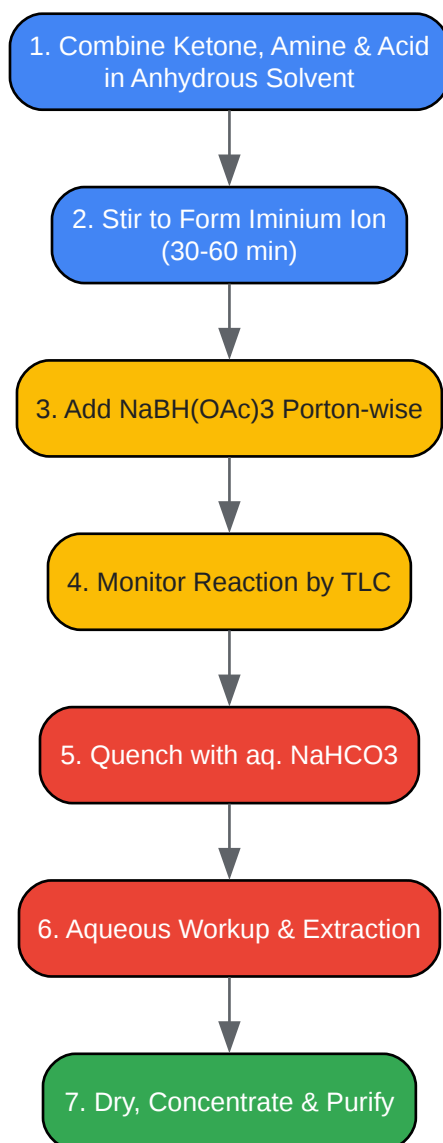 1. Combine Ketone, Amine & Acid
in Anhydrous Solvent
2. Stir to Form Iminium Ion
(30-60 min)
3. Add NaBH(OAc)3 Porton-wise
4. Monitor Reaction by TLC
5. Quench with aq. NaHCO3
6. Aqueous Workup & Extraction
7. Dry, Concentrate & Purify